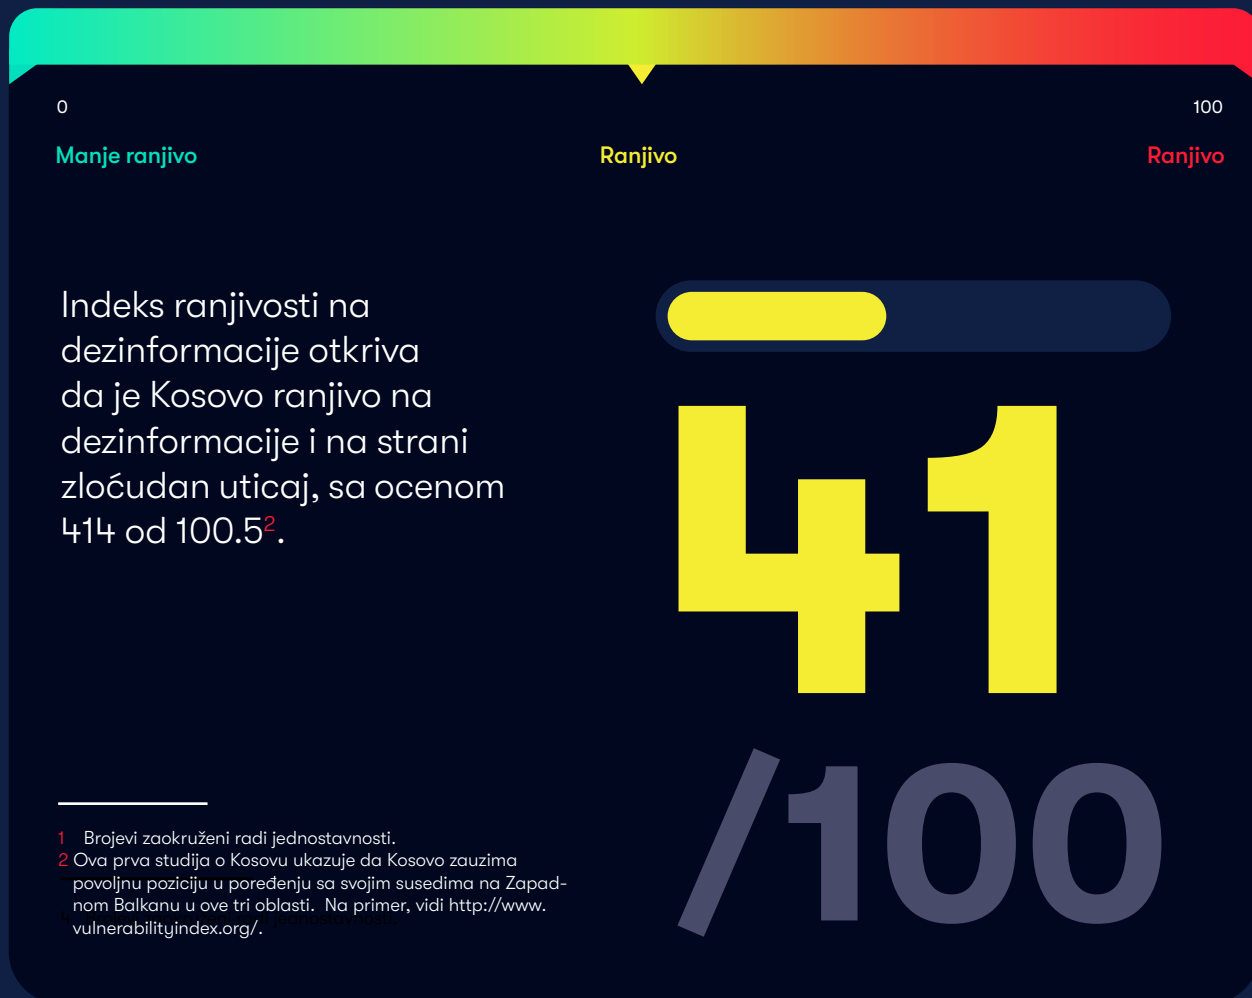 0
100
Manje ranjivo
Ranjivo
Ranjivo
Indeks ranjivosti na
dezinformacije otkriva
da je Kosovo ranjivo na
dezinformacije i na strani
zloćudan uticaj, sa ocenom
414 od 100.52.
41
/100
1 Brojevi zaokruženi radi jednostavnosti.
2 Ova prva studija o Kosovu ukazuje da Kosovo zauzima
povoljnu poziciju u poređenju sa svojim susedima na Zapad-
nom Balkanu u ove tri oblasti. Na primer, vidi http://www.
vulnerabilityindex.org/.